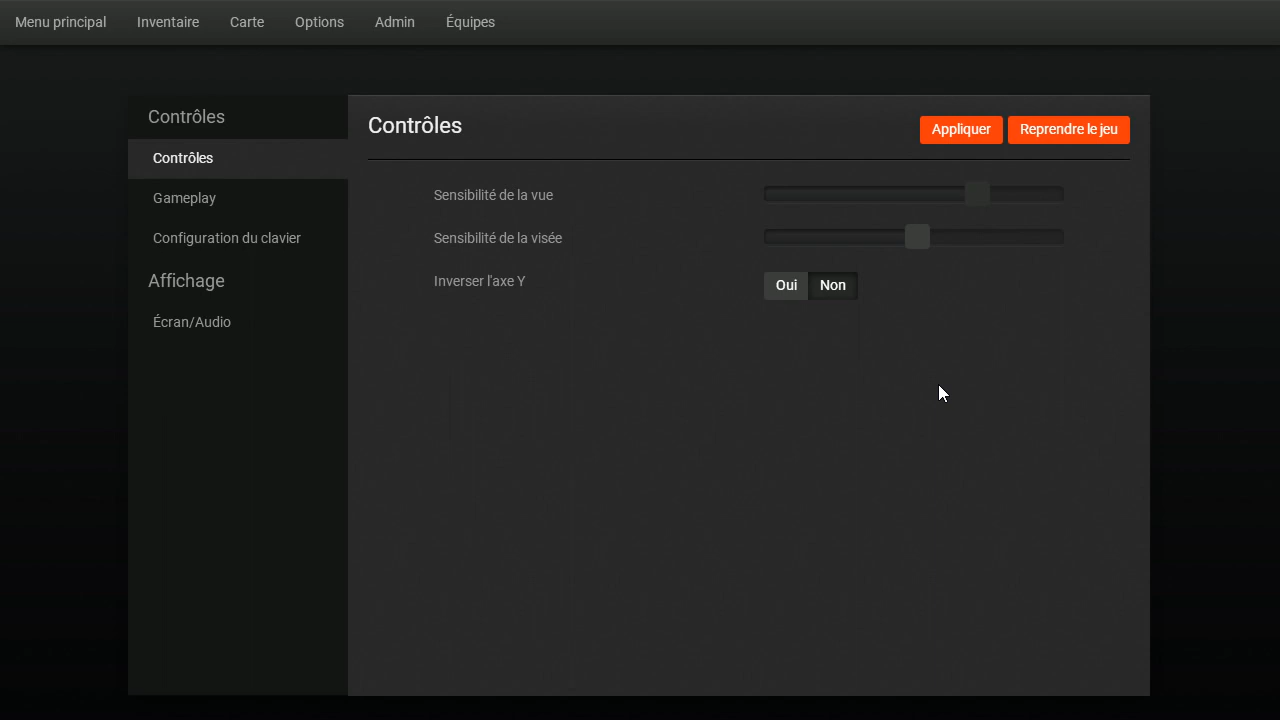 Menu principal Inventaire Carte Options Admin Équipes
Contrôles
Contrôles
Gameplay
Configuration du clavier
Affichage
Écran/Audio
Contrôles Appliquer Reprendre le jeu
Sensibilité de la vue
Sensibilité de la visée
Inverser l'axe Y Oui Non